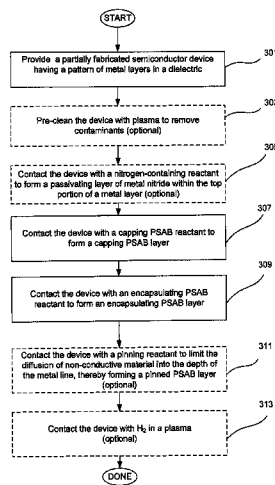 START
301
Provide a partially fabricated semiconductor device
having a pattern of metal layers in a dielectric
303
Pre-clean the device with plasma to remove
contaminants (optional)
305
Contact the device with a nitrogen-containing reactant
to form a passivating layer of metal nitride within the top
portion of a metal layer (optional)
307
Contact the device with a capping PSAB reactant to
form a capping PSAB layer
309
Contact the device with an encapsulating PSAB
reactant to form an encapsulating PSAB layer
311
Contact the device with a pinning reactant to limit the
diffusion of non-conductive material into the depth of
the metal line, thereby forming a pinned PSAB layer
(optional)
313
Contact the device with H2 in a plasma
(optional)
DONE